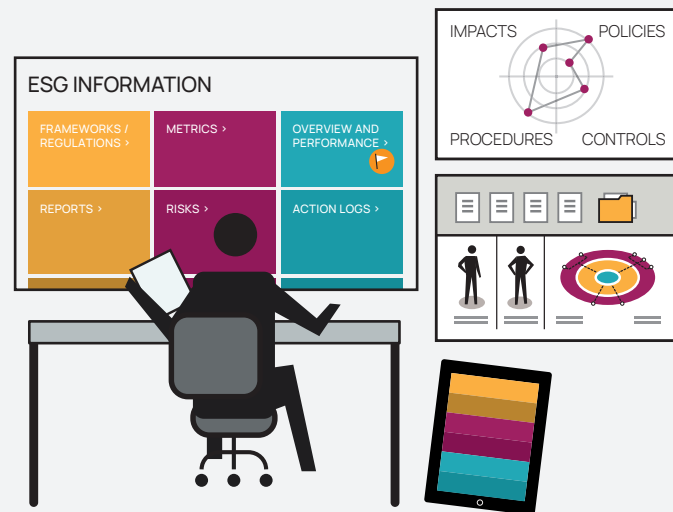 ESG INFORMATION
FRAMEWORKS /
REGULATIONS ›
METRICS ›
OVERVIEW AND
PERFORMANCE ›
REPORTS ›
RISKS ›
ACTION LOGS ›
IMPACTS
POLICIES
PROCEDURES
CONTROLS